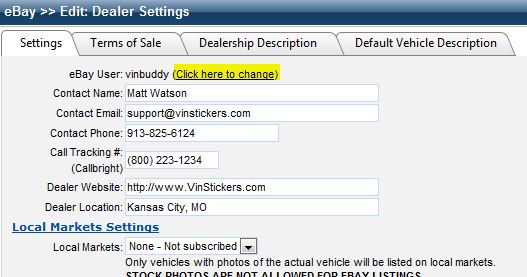 eBay >> Edit: Dealer Settings
Settings Terms of Sale Dealership Description Default Vehicle Description
eBay User: vinbuddy (Click here to change)
Contact Name: Matt Watson
Contact Email: support@vinstickers.com
Contact Phone: 913-825-6124
Call Tracking #: (800) 223-1234
(Callbright)
Dealer Website: http://www.VinStickers.com
Dealer Location: Kansas City, MO
Local Markets Settings
Local Markets: None - Not subscribed
Only vehicles with photos of the actual vehicle will be listed on local markets.
STOCK PHOTOS ARE NOT ALLOWED FOR EBAY LISTINGS